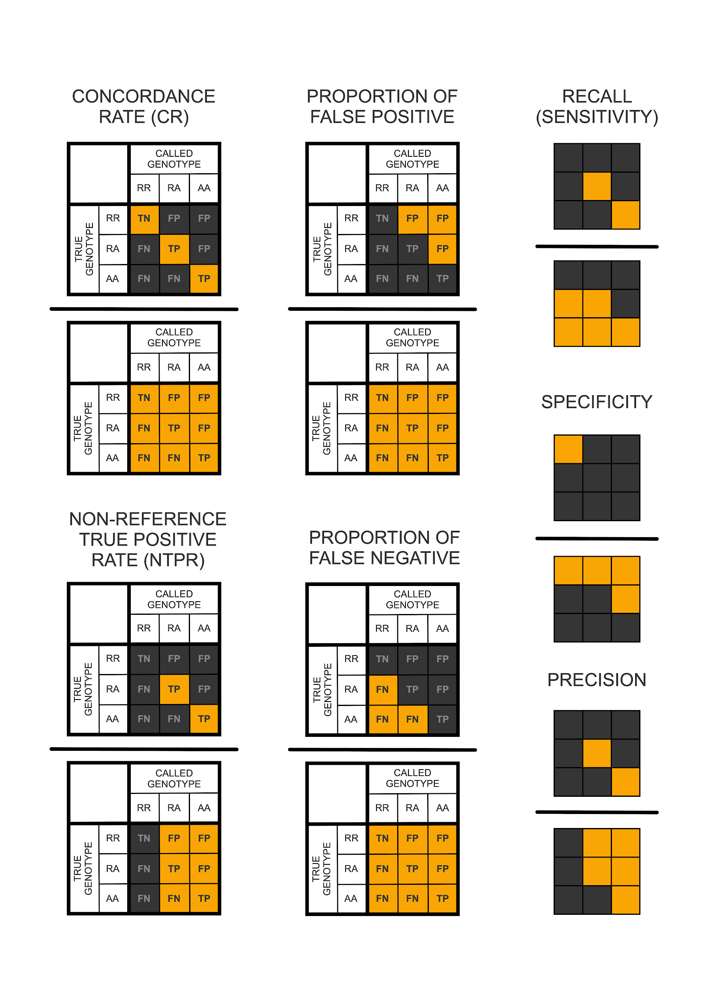 CONCORDANCE
RATE (CR)
CALLED
GENOTYPE
RR RA AA
TRUE
GENOTYPE
RR TN FP FP
RA FN TP FP
AA FN FN TP
CALLED
GENOTYPE
RR RA AA
TRUE
GENOTYPE
RR TN FP FP
RA FN TP FP
AA FN FN TP
NON-REFERENCE
TRUE POSITIVE
RATE (NTPR)
CALLED
GENOTYPE
RR RA AA
TRUE
GENOTYPE
RR TN FP FP
RA FN TP FP
AA FN FN TP
CALLED
GENOTYPE
RR RA AA
TRUE
GENOTYPE
RR TN FP FP
RA FN TP FP
AA FN FN TP
PROPORTION OF
FALSE POSITIVE
CALLED
GENOTYPE
RR RA AA
TRUE
GENOTYPE
RR TN FP FP
RA FN TP FP
AA FN FN TP
CALLED
GENOTYPE
RR RA AA
TRUE
GENOTYPE
RR TN FP FP
RA FN TP FP
AA FN FN TP
PROPORTION OF
FALSE NEGATIVE
CALLED
GENOTYPE
RR RA AA
TRUE
GENOTYPE
RR TN FP FP
RA FN TP FP
AA FN FN TP
CALLED
GENOTYPE
RR RA AA
TRUE
GENOTYPE
RR TN FP FP
RA FN TP FP
AA FN FN TP
RECALL
(SENSITIVITY)
SPECIFICITY
PRECISION